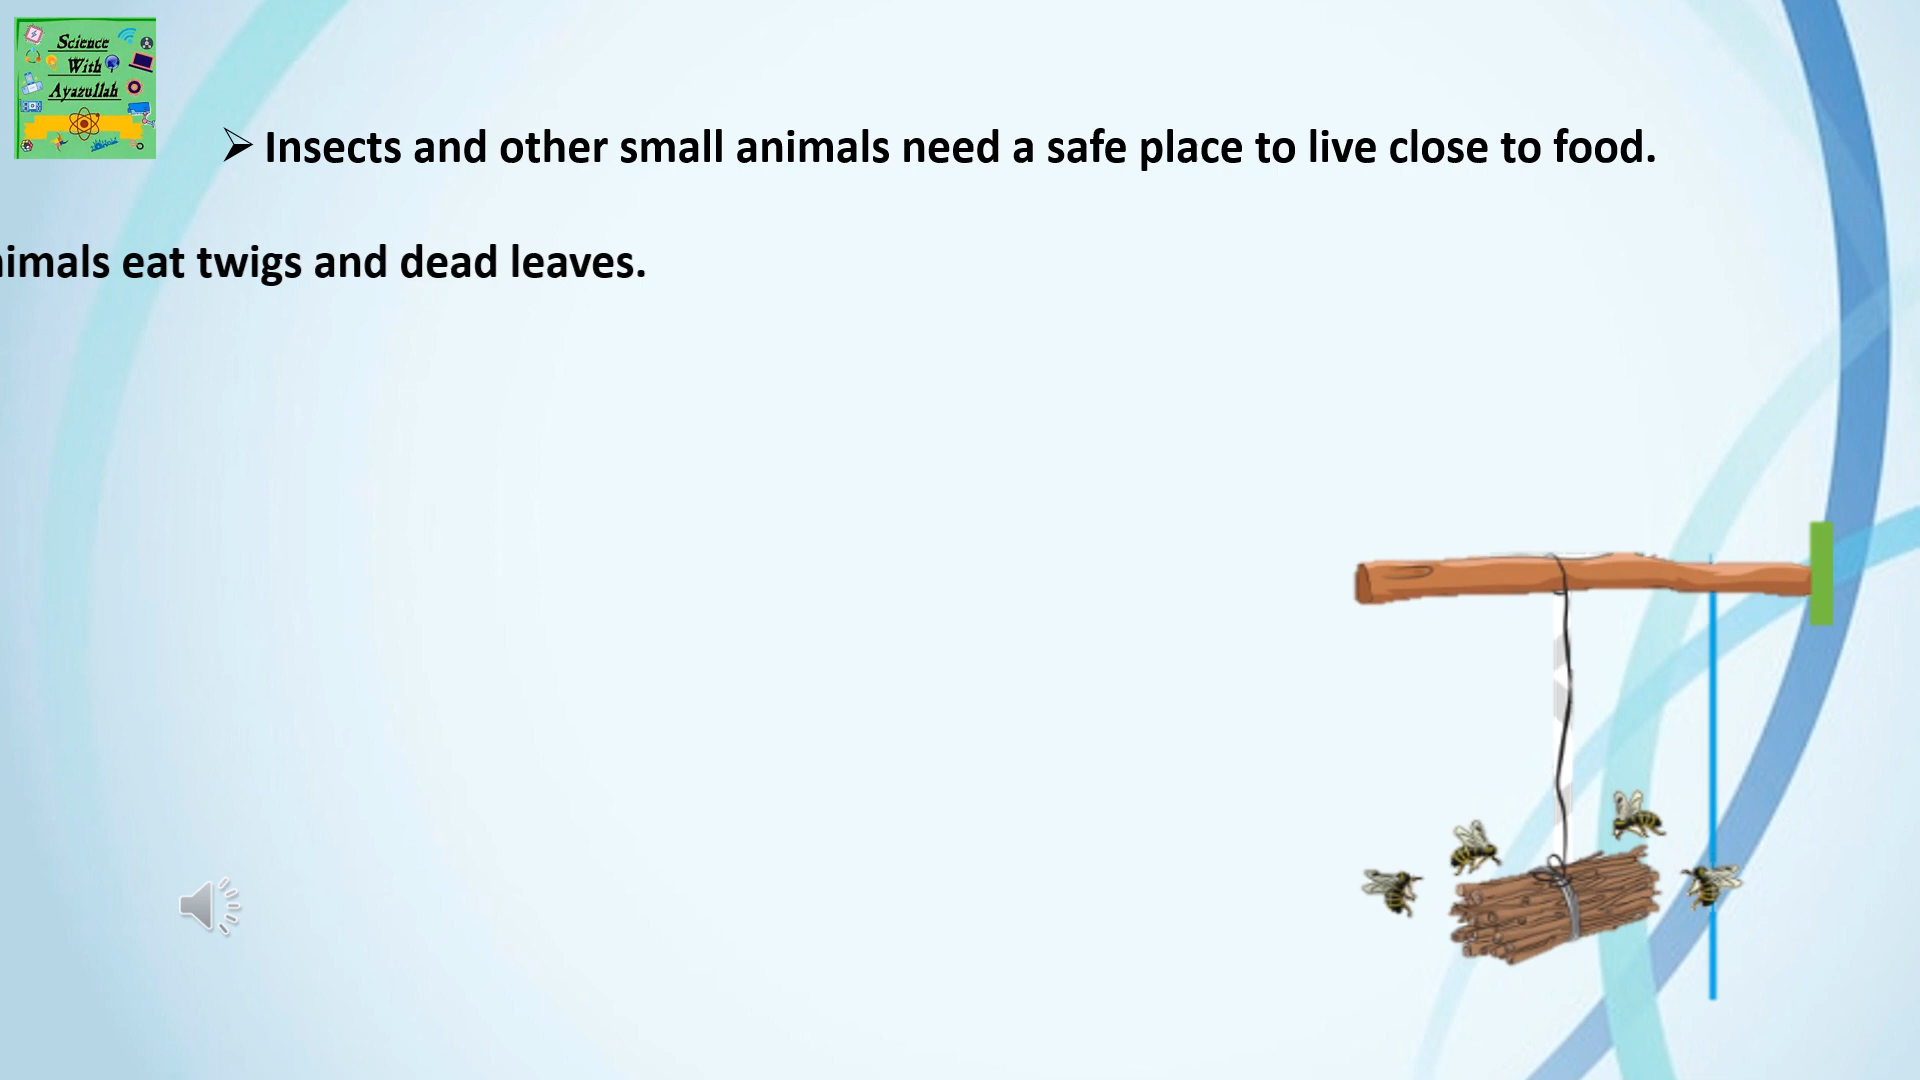 Science
With
Ayazullah
➢ Insects and other small animals need a safe place to live close to food.
imals eat twigs and dead leaves.